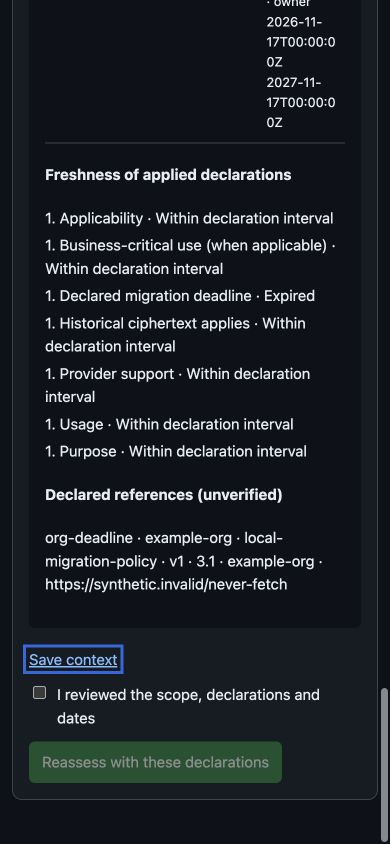 · owner
2026-11-
17T00:00:0
0Z
2027-11-
17T00:00:0
0Z
Freshness of applied declarations
1. Applicability · Within declaration interval
1. Business-critical use (when applicable) ·
Within declaration interval
1. Declared migration deadline · Expired
1. Historical ciphertext applies · Within
declaration interval
1. Provider support · Within declaration
interval
1. Usage · Within declaration interval
1. Purpose · Within declaration interval
Declared references (unverified)
org-deadline · example-org · local-
migration-policy · v1 · 3.1 · example-org ·
https://synthetic.invalid/never-fetch
Save context
I reviewed the scope, declarations and
dates
Reassess with these declarations